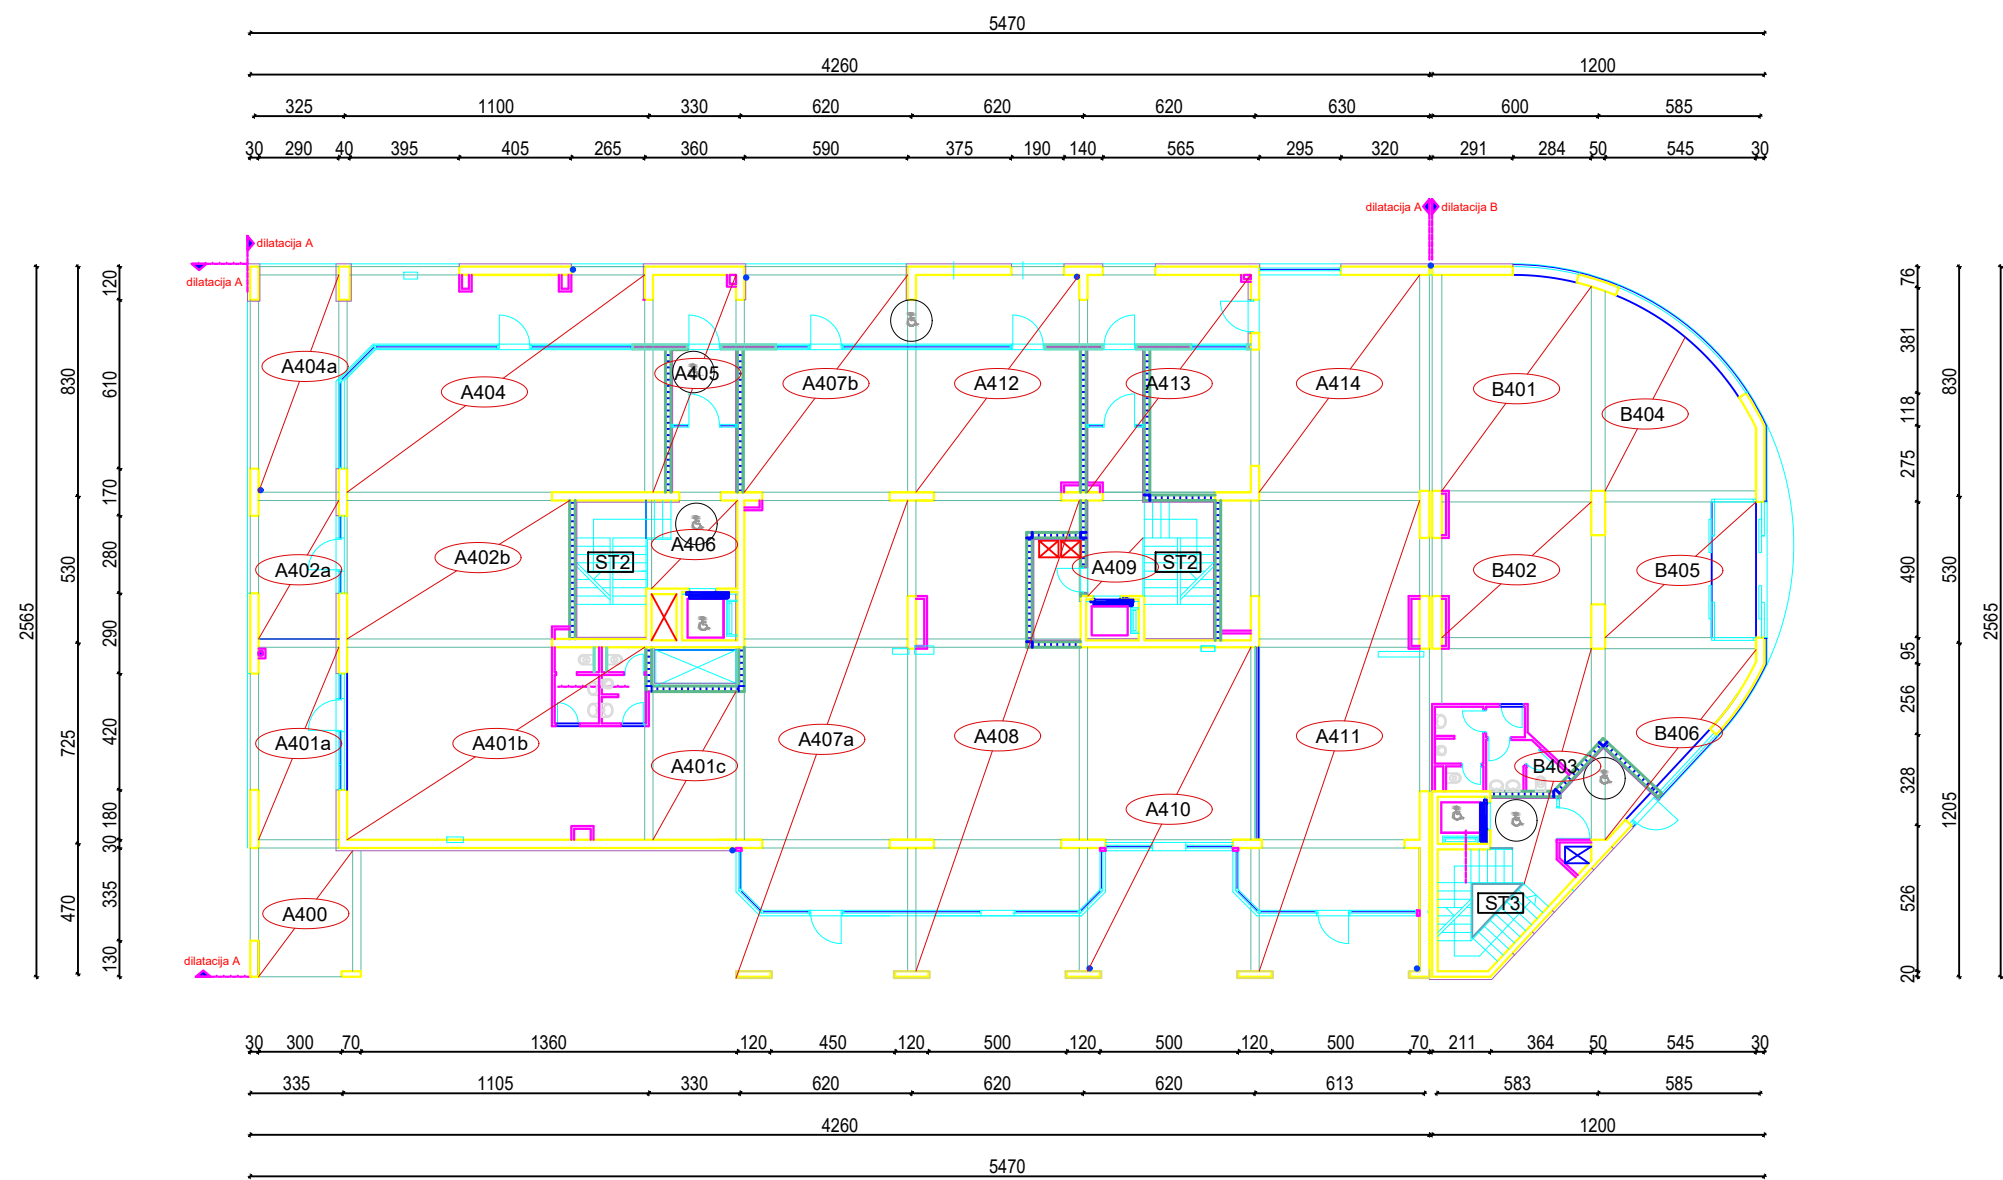 5470
4260 1200
325 1100 330 620 620 620 630 600 585
30 290 40 395 405 265 360 590 375 190 140 565 295 320 291 284 50 545 30
dilatacija A dilatacija B
dilatacija A
dilatacija A
A404a
A404
A405
A407b
A412
A413
A414
B401
B404
A402a
A402b
ST2
A406
A409
ST2
B402
B405
A401a
A401b
A401c
A407a
A408
A410
A411
B403
B406
A400
ST3
dilatacija A
2565
830 530 725 470
120 610 170 280 290 420 180 30 335 130
76 381 118 275 490 95 256 328 526 20
830 530 1205
2565
30 300 70 1360 120 450 120 500 120 500 120 500 70 211 364 50 545 30
335 1105 330 620 620 620 613 583 585
4260 1200
5470